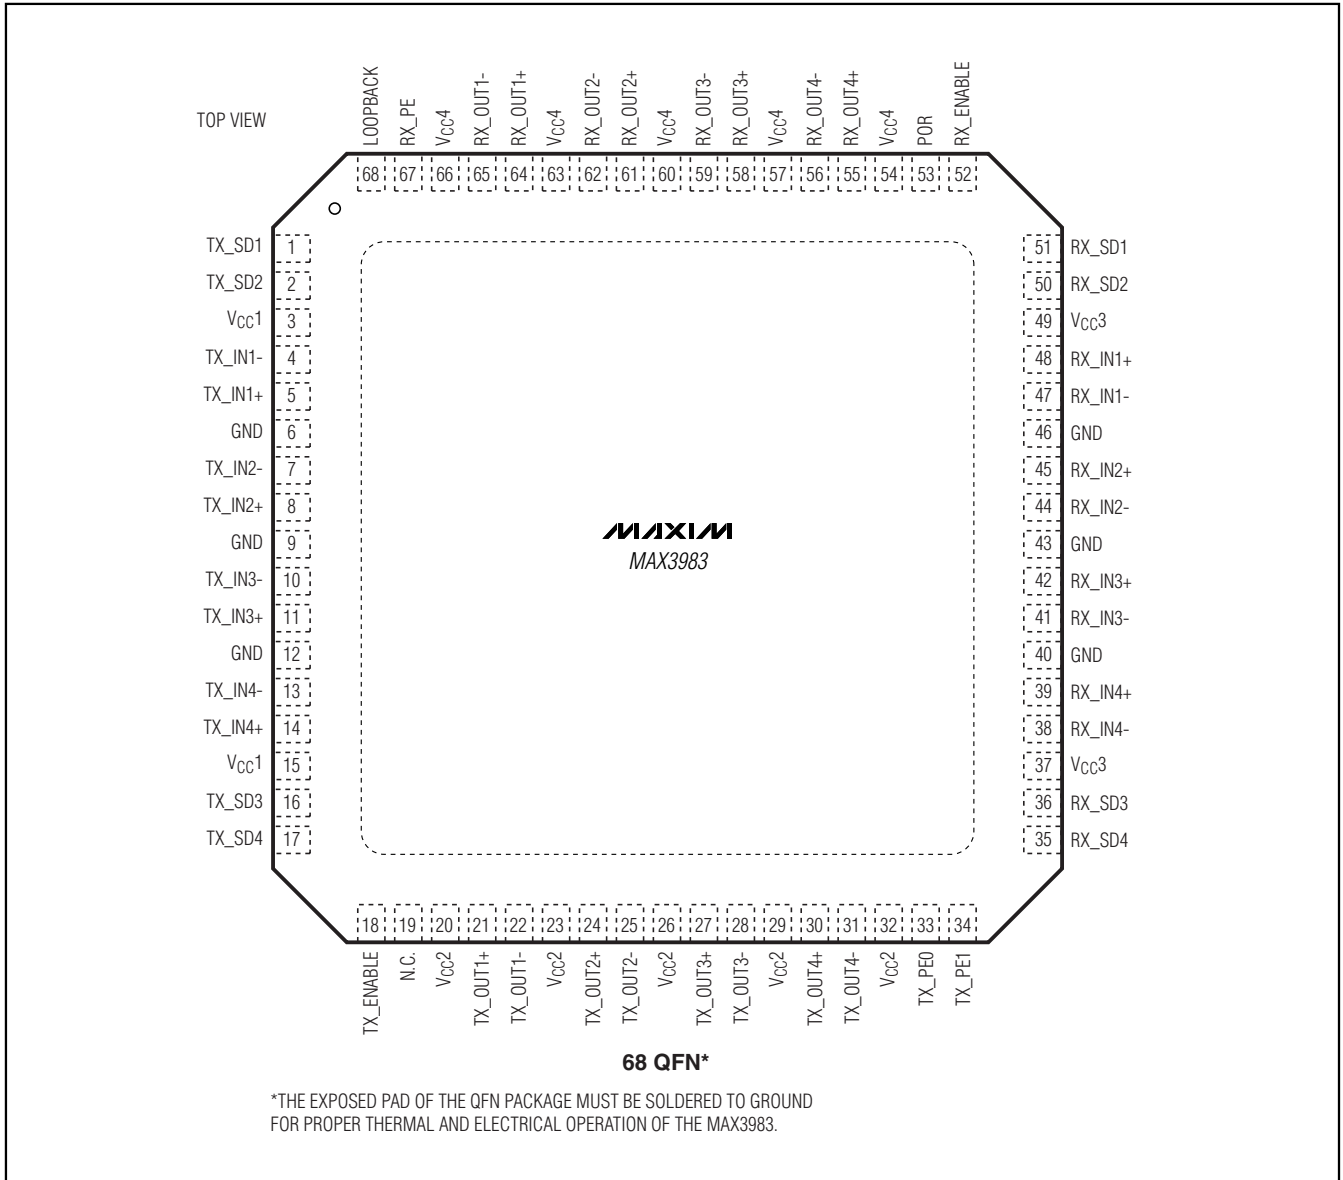 TOP VIEW
LOOPBACK
RX_PE
VCC4
RX_OUT1-
RX_OUT1+
VCC4
RX_OUT2-
RX_OUT2+
VCC4
RX_OUT3-
RX_OUT3+
VCC4
RX_OUT4-
RX_OUT4+
VCC4
POR
RX_ENABLE
68 67 66 65 64 63 62 61 60 59 58 57 56 55 54 53 52
TX_SD1 1
TX_SD2 2
VCC1 3
TX_IN1- 4
TX_IN1+ 5
GND 6
TX_IN2- 7
TX_IN2+ 8
GND 9
TX_IN3- 10
TX_IN3+ 11
GND 12
TX_IN4- 13
TX_IN4+ 14
VCC1 15
TX_SD3 16
TX_SD4 17
MAXIM
MAX3983
51 RX_SD1
50 RX_SD2
49 VCC3
48 RX_IN1+
47 RX_IN1-
46 GND
45 RX_IN2+
44 RX_IN2-
43 GND
42 RX_IN3+
41 RX_IN3-
40 GND
39 RX_IN4+
38 RX_IN4-
37 VCC3
36 RX_SD3
35 RX_SD4
18 19 20 21 22 23 24 25 26 27 28 29 30 31 32 33 34
TX_ENABLE
N.C.
VCC2
TX_OUT1+
TX_OUT1-
VCC2
TX_OUT2+
TX_OUT2-
VCC2
TX_OUT3+
TX_OUT3-
VCC2
TX_OUT4+
TX_OUT4-
VCC2
TX_PE0
TX_PE1
68 QFN*
*THE EXPOSED PAD OF THE QFN PACKAGE MUST BE SOLDERED TO GROUND
FOR PROPER THERMAL AND ELECTRICAL OPERATION OF THE MAX3983.